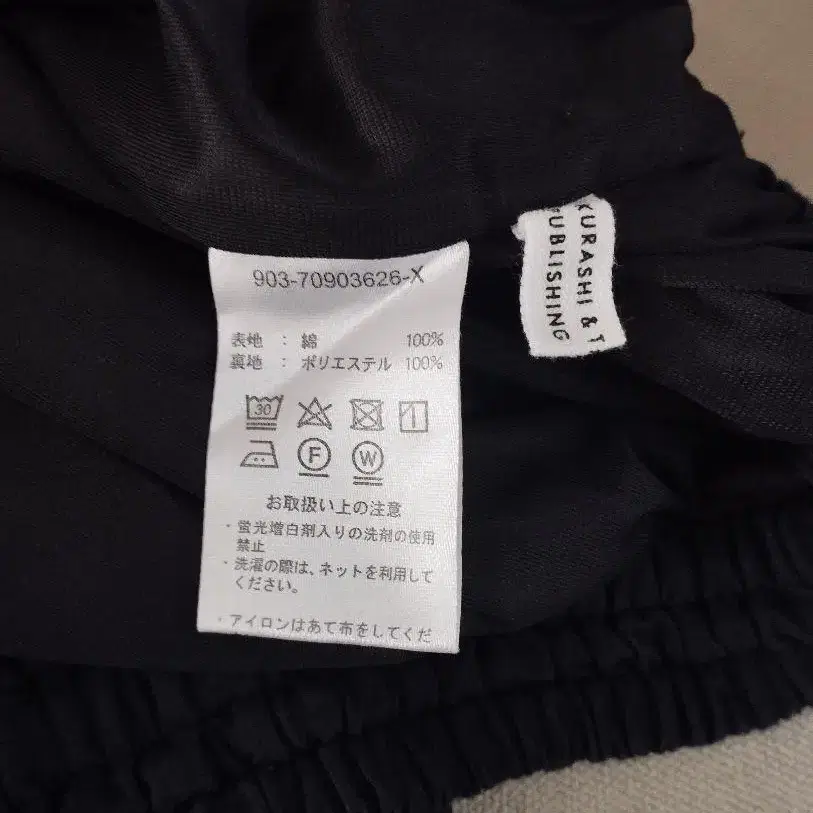 903-70903626-X
表地 : 綿 100%
裏地 : ポリエステル 100%
30
F
W
お取扱い上の注意
・蛍光増白剤入りの洗剤の使用
禁止
・洗濯の際は、ネットを利用して
ください。
・アイロンはあて布をしてくだ
KURASHI &
PUBLISHING